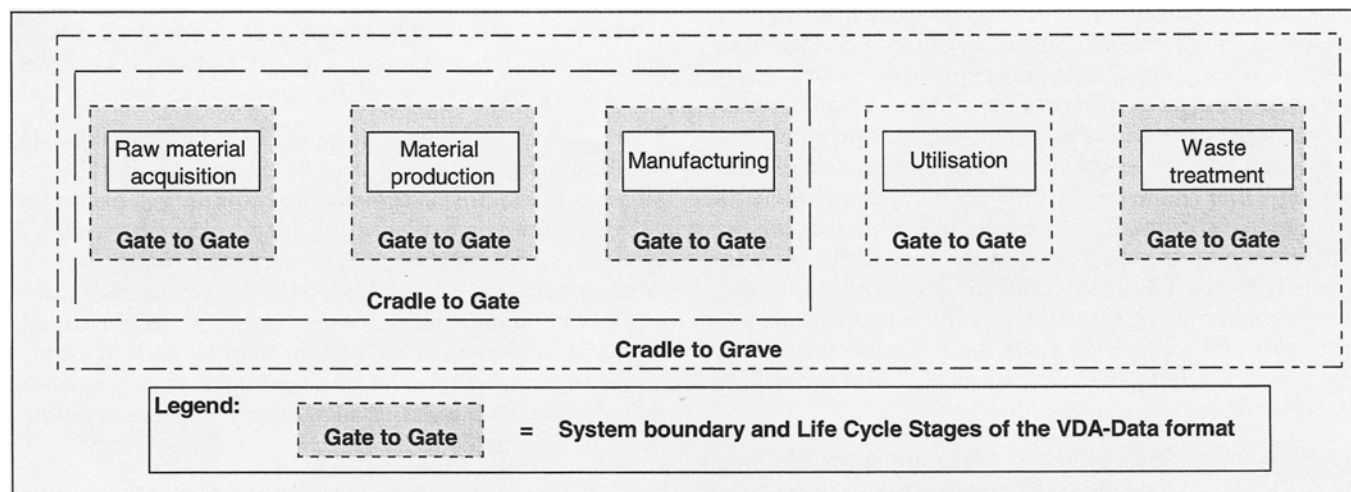 Raw material
acquisition
Gate to Gate
Material
production
Gate to Gate
Manufacturing
Gate to Gate
Utilisation
Gate to Gate
Waste
treatment
Gate to Gate
Cradle to Gate
Cradle to Grave
Legend:
Gate to Gate
= System boundary and Life Cycle Stages of the VDA-Data format